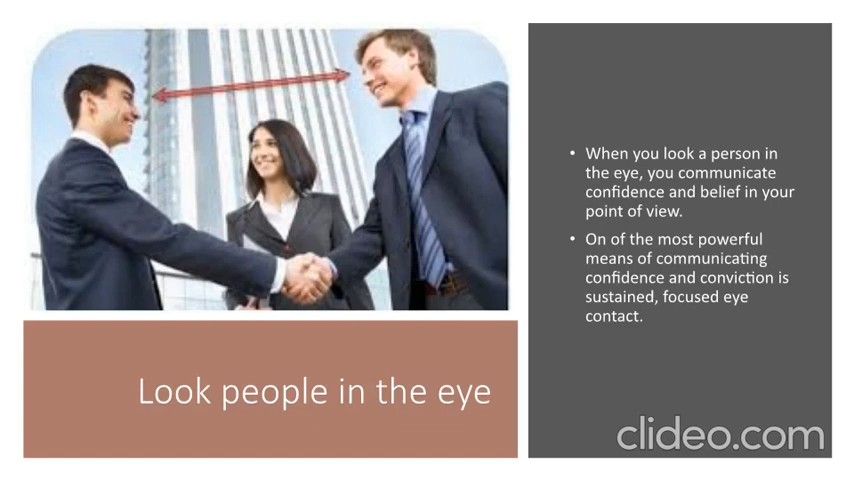 Look people in the eye
• When you look a person in
the eye, you communicate
confidence and belief in your
point of view.
• On of the most powerful
means of communicating
confidence and conviction is
sustained, focused eye
contact.
clideo.com